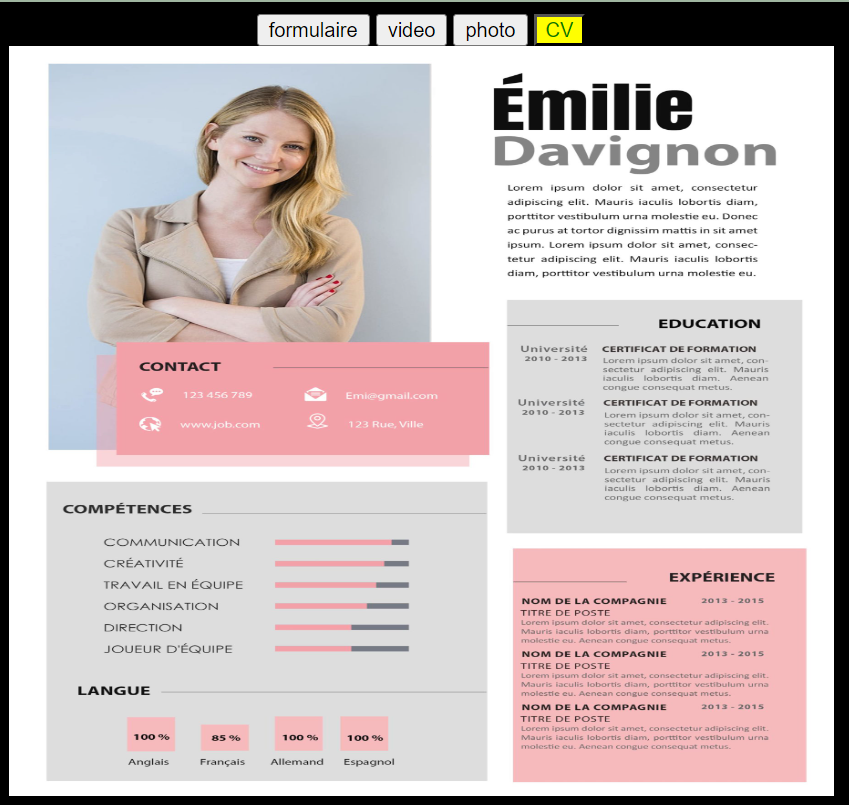 formulaire video photo CV
Émilie
Davignon
Lorem ipsum dolor sit amet, consectetur
adipiscing elit. Mauris iaculis lobortis diam,
porttitor vestibulum urna molestie eu. Donec
ac purus at tortor dignissim mattis in sit amet
ipsum. Lorem ipsum dolor sit amet, consec-
tetur adipiscing elit. Mauris iaculis lobortis
diam, porttitor vestibulum urna molestie eu.
CONTACT
123 456 789
Emi@gmail.com
www.job.com
123 Rue, Ville
COMPÉTENCES
COMMUNICATION
CRÉATIVITÉ
TRAVAIL EN ÉQUIPE
ORGANISATION
DIRECTION
JOUEUR D'ÉQUIPE
LANGUE
100 % 85 % 100 % 100 %
Anglais Français Allemand Espagnol
EDUCATION
Université CERTIFICAT DE FORMATION
2010 - 2013
Lorem ipsum dolor sit amet, con-
sectetur adipiscing elit. Mauris
iaculis lobortis diam. Aenean
congue consequat metus.
Université CERTIFICAT DE FORMATION
2010 - 2013
Lorem ipsum dolor sit amet, con-
sectetur adipiscing elit. Mauris
iaculis lobortis diam. Aenean
congue consequat metus.
Université CERTIFICAT DE FORMATION
2010 - 2013
Lorem ipsum dolor sit amet, con-
sectetur adipiscing elit. Mauris
iaculis lobortis diam. Aenean
congue consequat metus.
EXPÉRIENCE
NOM DE LA COMPAGNIE 2013 - 2015
TITRE DE POSTE
Lorem ipsum dolor sit amet, consectetur adipiscing elit.
Mauris iaculis lobortis diam, porttitor vestibulum urna
molestie eu. Aenean congue consequat metus.
NOM DE LA COMPAGNIE 2013 - 2015
TITRE DE POSTE
Lorem ipsum dolor sit amet, consectetur adipiscing elit.
Mauris iaculis lobortis diam, porttitor vestibulum urna
molestie eu. Aenean congue consequat metus.
NOM DE LA COMPAGNIE 2013 - 2015
TITRE DE POSTE
Lorem ipsum dolor sit amet, consectetur adipiscing elit.
Mauris iaculis lobortis diam, porttitor vestibulum urna
molestie eu. Aenean congue consequat metus.